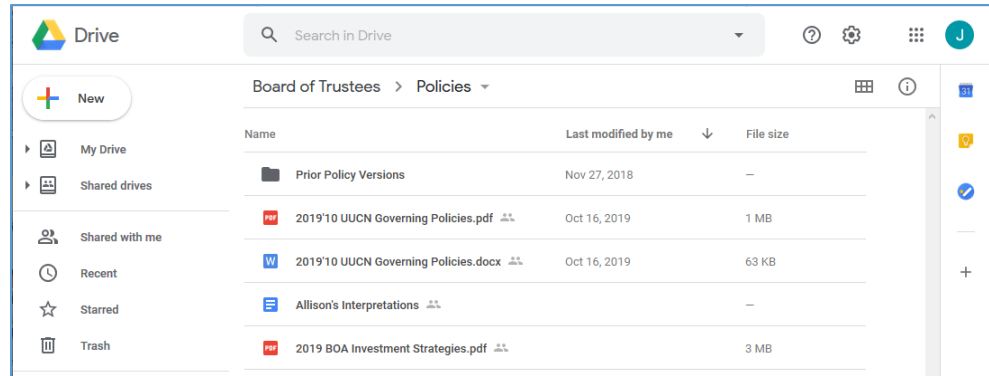 Drive
Search in Drive
J
New
Board of Trustees > Policies
31
Name Last modified by me File size
My Drive
Prior Policy Versions Nov 27, 2018 –
Shared drives
PDF 2019'10 UUCN Governing Policies.pdf Oct 16, 2019 1 MB
Shared with me
W 2019'10 UUCN Governing Policies.docx Oct 16, 2019 63 KB
Recent
Allison's Interpretations –
Starred
PDF 2019 BOA Investment Strategies.pdf 3 MB
Trash